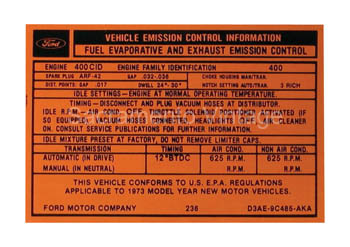 Ford
VEHICLE EMISSION CONTROL INFORMATION
FUEL EVAPORATIVE AND EXHAUST EMISSION CONTROL
ENGINE 400CID ENGINE FAMILY IDENTIFICATION 400
SPARK PLUG ARF-42 GAP .032-.036 CHOKE HOUSING MAN/TRAN.
DIST. POINTS: GAP .017 DWELL 24°-30° NOTCH SETTING AUTO/TRAN. 3 RICH
IDLE SETTINGS-ENGINE AT NORMAL OPERATING TEMPERATURE.
TIMING-DISCONNECT AND PLUG VACUUM HOSES AT DISTRIBUTOR.
IDLE R.P.M.-AIR COND. OFF, THROTTLE SOLENOID POSITIONER (IF
SO EQUIPPED) VACUUM HOSES CONNECTED, HEADLIGHTS OFF AIR CLEANER
ON. CONSULT SERVICE PUBLICATIONS FOR FURTHER INSTRUCTIONS.
IDLE MIXTURE PRESET AT FACTORY, DO NOT REMOVE LIMITER CAPS.
TRANSMISSION TIMING AIR COND. NON AIR COND.
AUTOMATIC (IN DRIVE) 12°BTDC 625 R.P.M. 625 R.P.M.
MANUAL (IN NEUTRAL) R.P.M. R.P.M.
THIS VEHICLE CONFORMS TO U.S. E.P.A. REGULATIONS
APPLICABLE TO 1973 MODEL YEAR NEW MOTOR VEHICLES.
FORD MOTOR COMPANY 236 D3AE-9C485-AKA